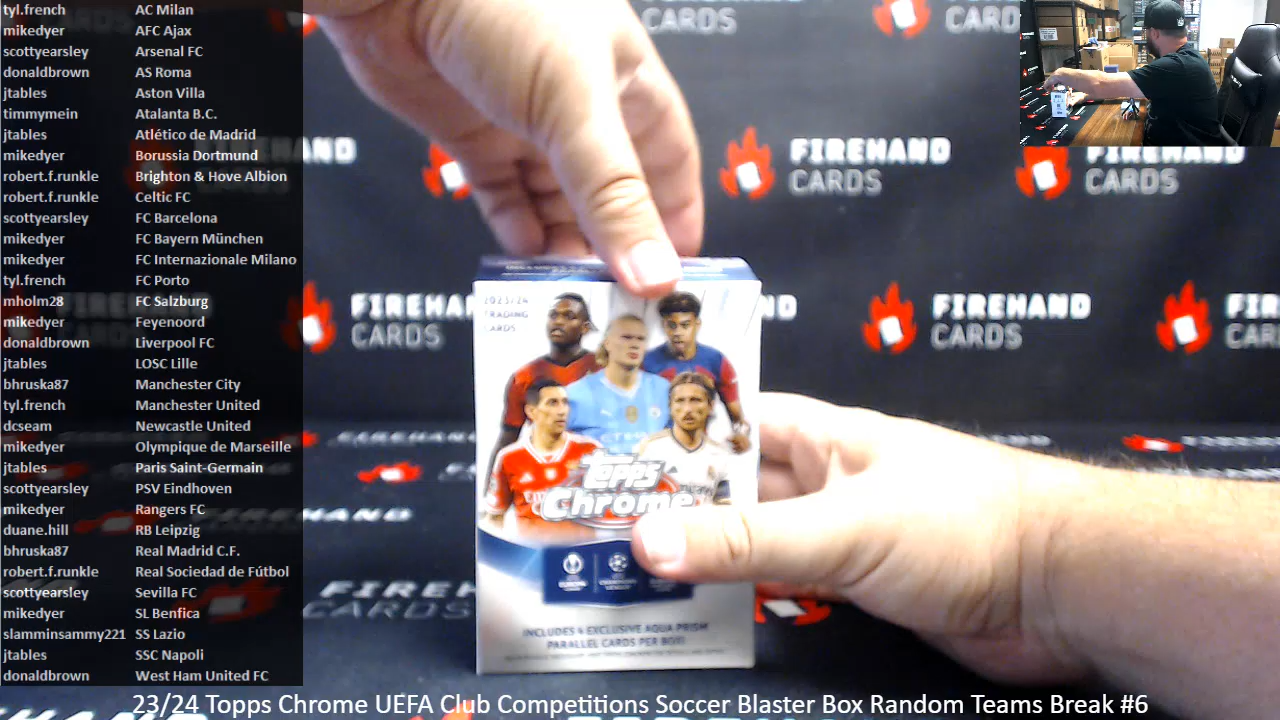 tyl.french AC Milan
mikedyer AFC Ajax
scottyearsley Arsenal FC
donaldbrown AS Roma
jtables Aston Villa
timmymein Atalanta B.C.
jtables Atlético de Madrid
mikedyer Borussia Dortmund
robert.f.runkle Brighton & Hove Albion
robert.f.runkle Celtic FC
scottyearsley FC Barcelona
mikedyer FC Bayern München
mikedyer FC Internazionale Milano
tyl.french FC Porto
mholm28 FC Salzburg
mikedyer Feyenoord
donaldbrown Liverpool FC
jtables LOSC Lille
bhruska87 Manchester City
tyl.french Manchester United
dcseam Newcastle United
mikedyer Olympique de Marseille
jtables Paris Saint-Germain
scottyearsley PSV Eindhoven
mikedyer Rangers FC
duane.hill RB Leipzig
bhruska87 Real Madrid C.F.
robert.f.runkle Real Sociedad de Fútbol
scottyearsley Sevilla FC
mikedyer SL Benfica
slamminsammy221 SS Lazio
jtables SSC Napoli
donaldbrown West Ham United FC
FIREHAND
CARDS
FIREHAND
CARDS
FIREHAND
CARDS
FIREHAND
CARDS
2023/24
TRADING
CARDS
Topps
Chrome
INCLUDES 4 EXCLUSIVE AQUA PRISM
PARALLEL CARDS PER BOX!
23/24 Topps Chrome UEFA Club Competitions Soccer Blaster Box Random Teams Break #6